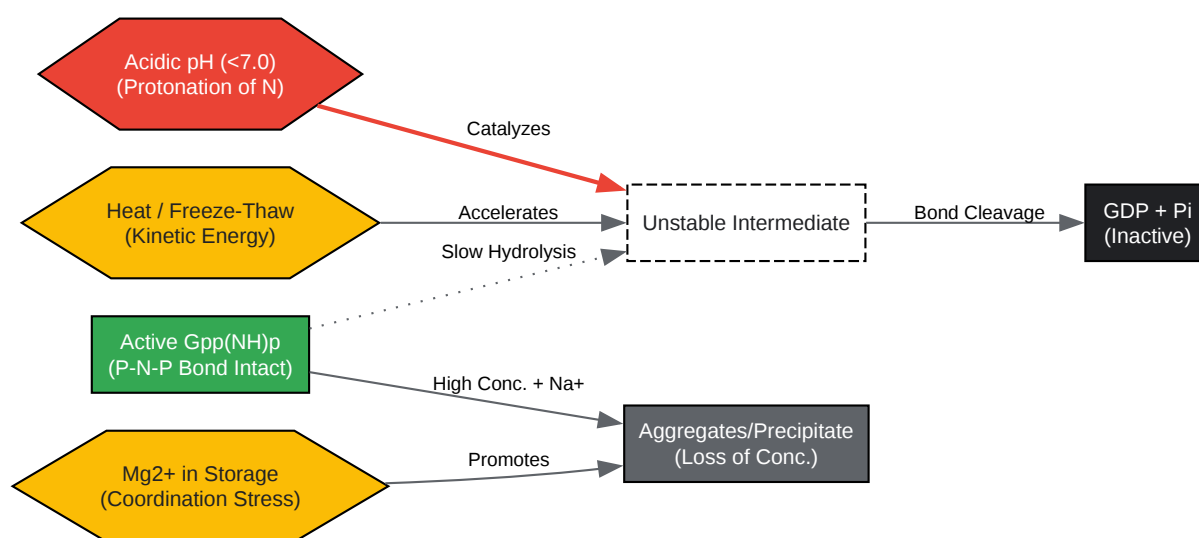 Acidic pH (<7.0)
(Protonation of N)
Catalyzes
Heat / Freeze-Thaw
(Kinetic Energy)
Accelerates
Unstable Intermediate
Bond Cleavage
GDP + Pi
(Inactive)
Slow Hydrolysis
Active Gpp(NH)p
(P-N-P Bond Intact)
High Conc. + Na+
Aggregates/Precipitate
(Loss of Conc.)
Mg2+ in Storage
(Coordination Stress)
Promotes